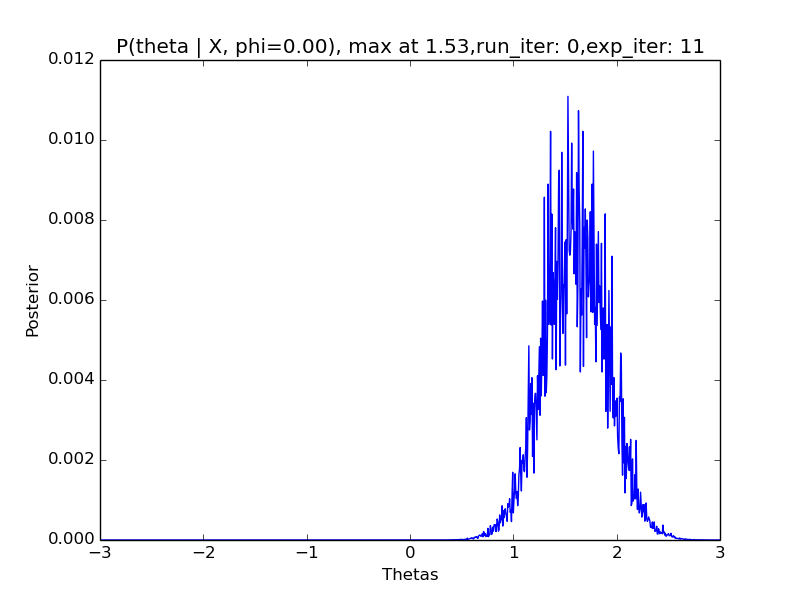 P(theta | X, phi=0.00), max at 1.53,run_iter: 0,exp_iter: 11
0.012
0.010
0.008
0.006
0.004
0.002
0.000
Posterior
−3 −2 −1 0 1 2 3
Thetas